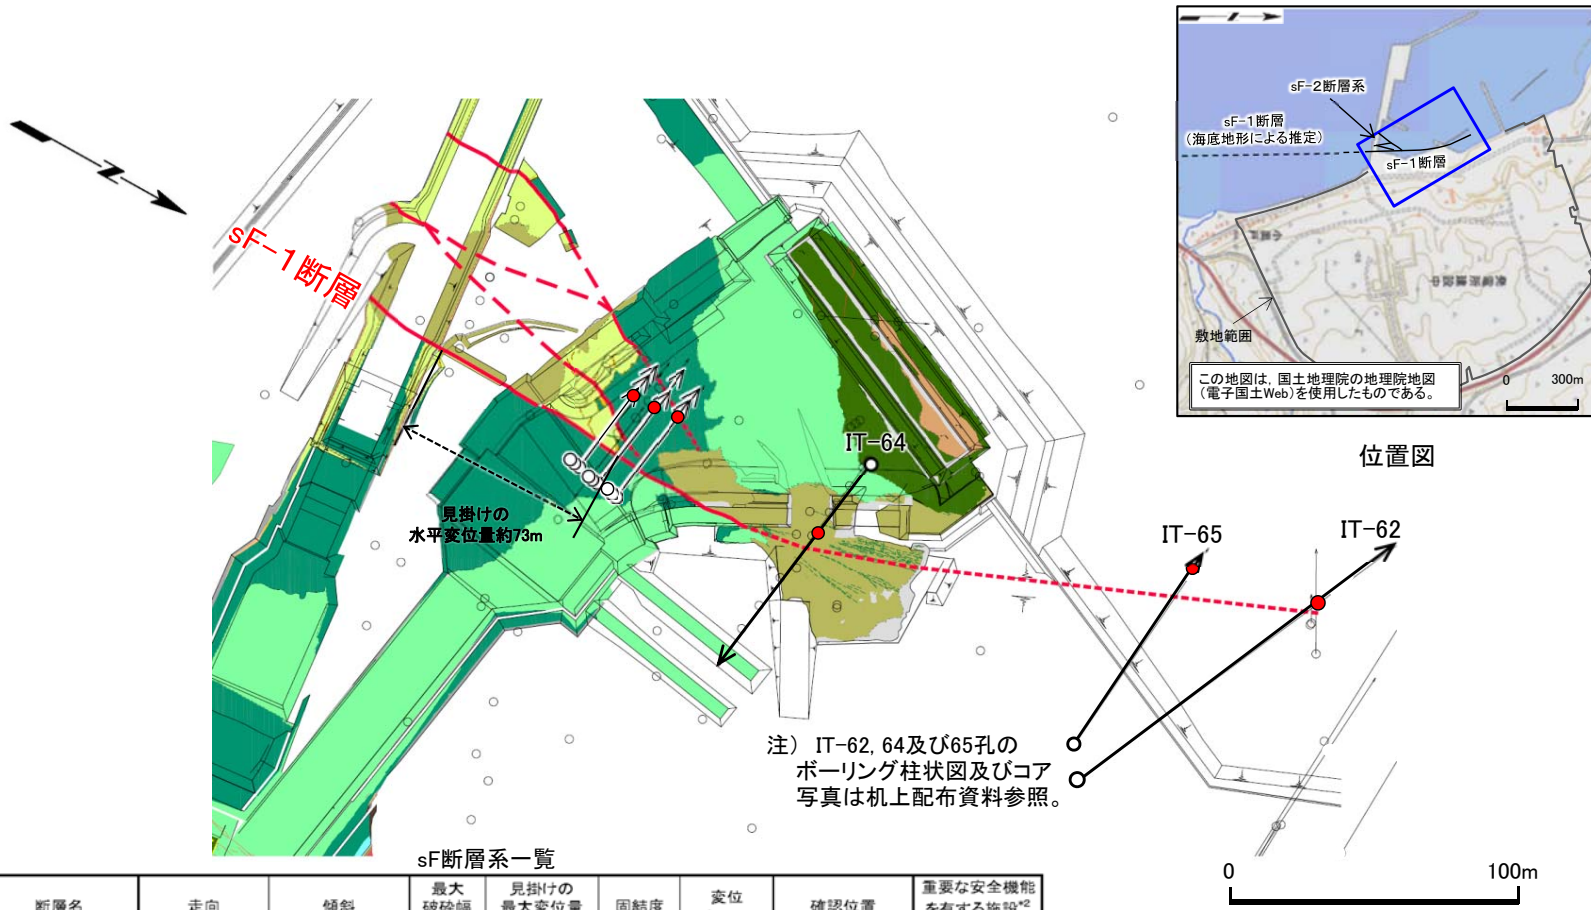 sF-2断層系
sF-1断層
(海底地形による推定)
sF-1断層
敷地範囲
この地図は，国土地理院の地理院地図
(電子国土Web)を使用したものである。
0 300m
位置図
sF-1断層
見掛けの
水平変位量約73m
IT-64
IT-65
IT-62
注） IT-62, 64及び65孔の
ボーリング柱状図及びコア
写真は机上配布資料参照。
0 100m
sF断層系一覧
断層名
走向
傾斜
最大
破砕幅
見掛けの
最大変位量
固結度
変位
確認位置
重要な安全機能
を有する施設*2